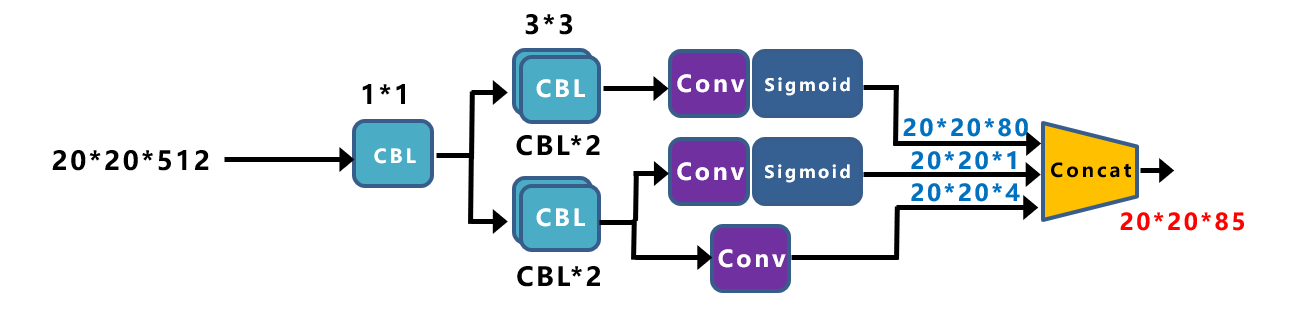 3*3
CBL
Conv
Sigmoid
1*1
20*20*80
CBL*2
CBL
20*20*512
20*20*1
Conv
Sigmoid
Concat
20*20*4
CBL
20*20*85
Conv
CBL*2